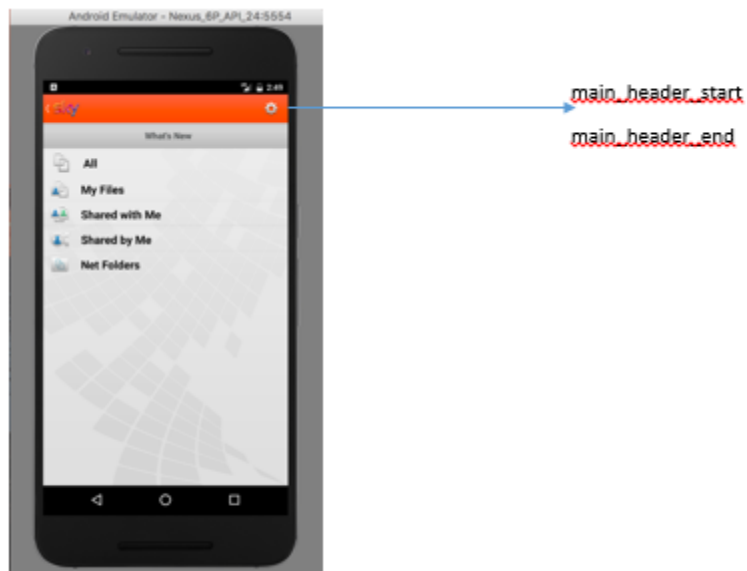 Android Emulator - Nexus_6P_API_24:5554
2:49
sky
main_header_start
What's New
main_header_end
All
My Files
Shared with Me
Shared by Me
Net Folders